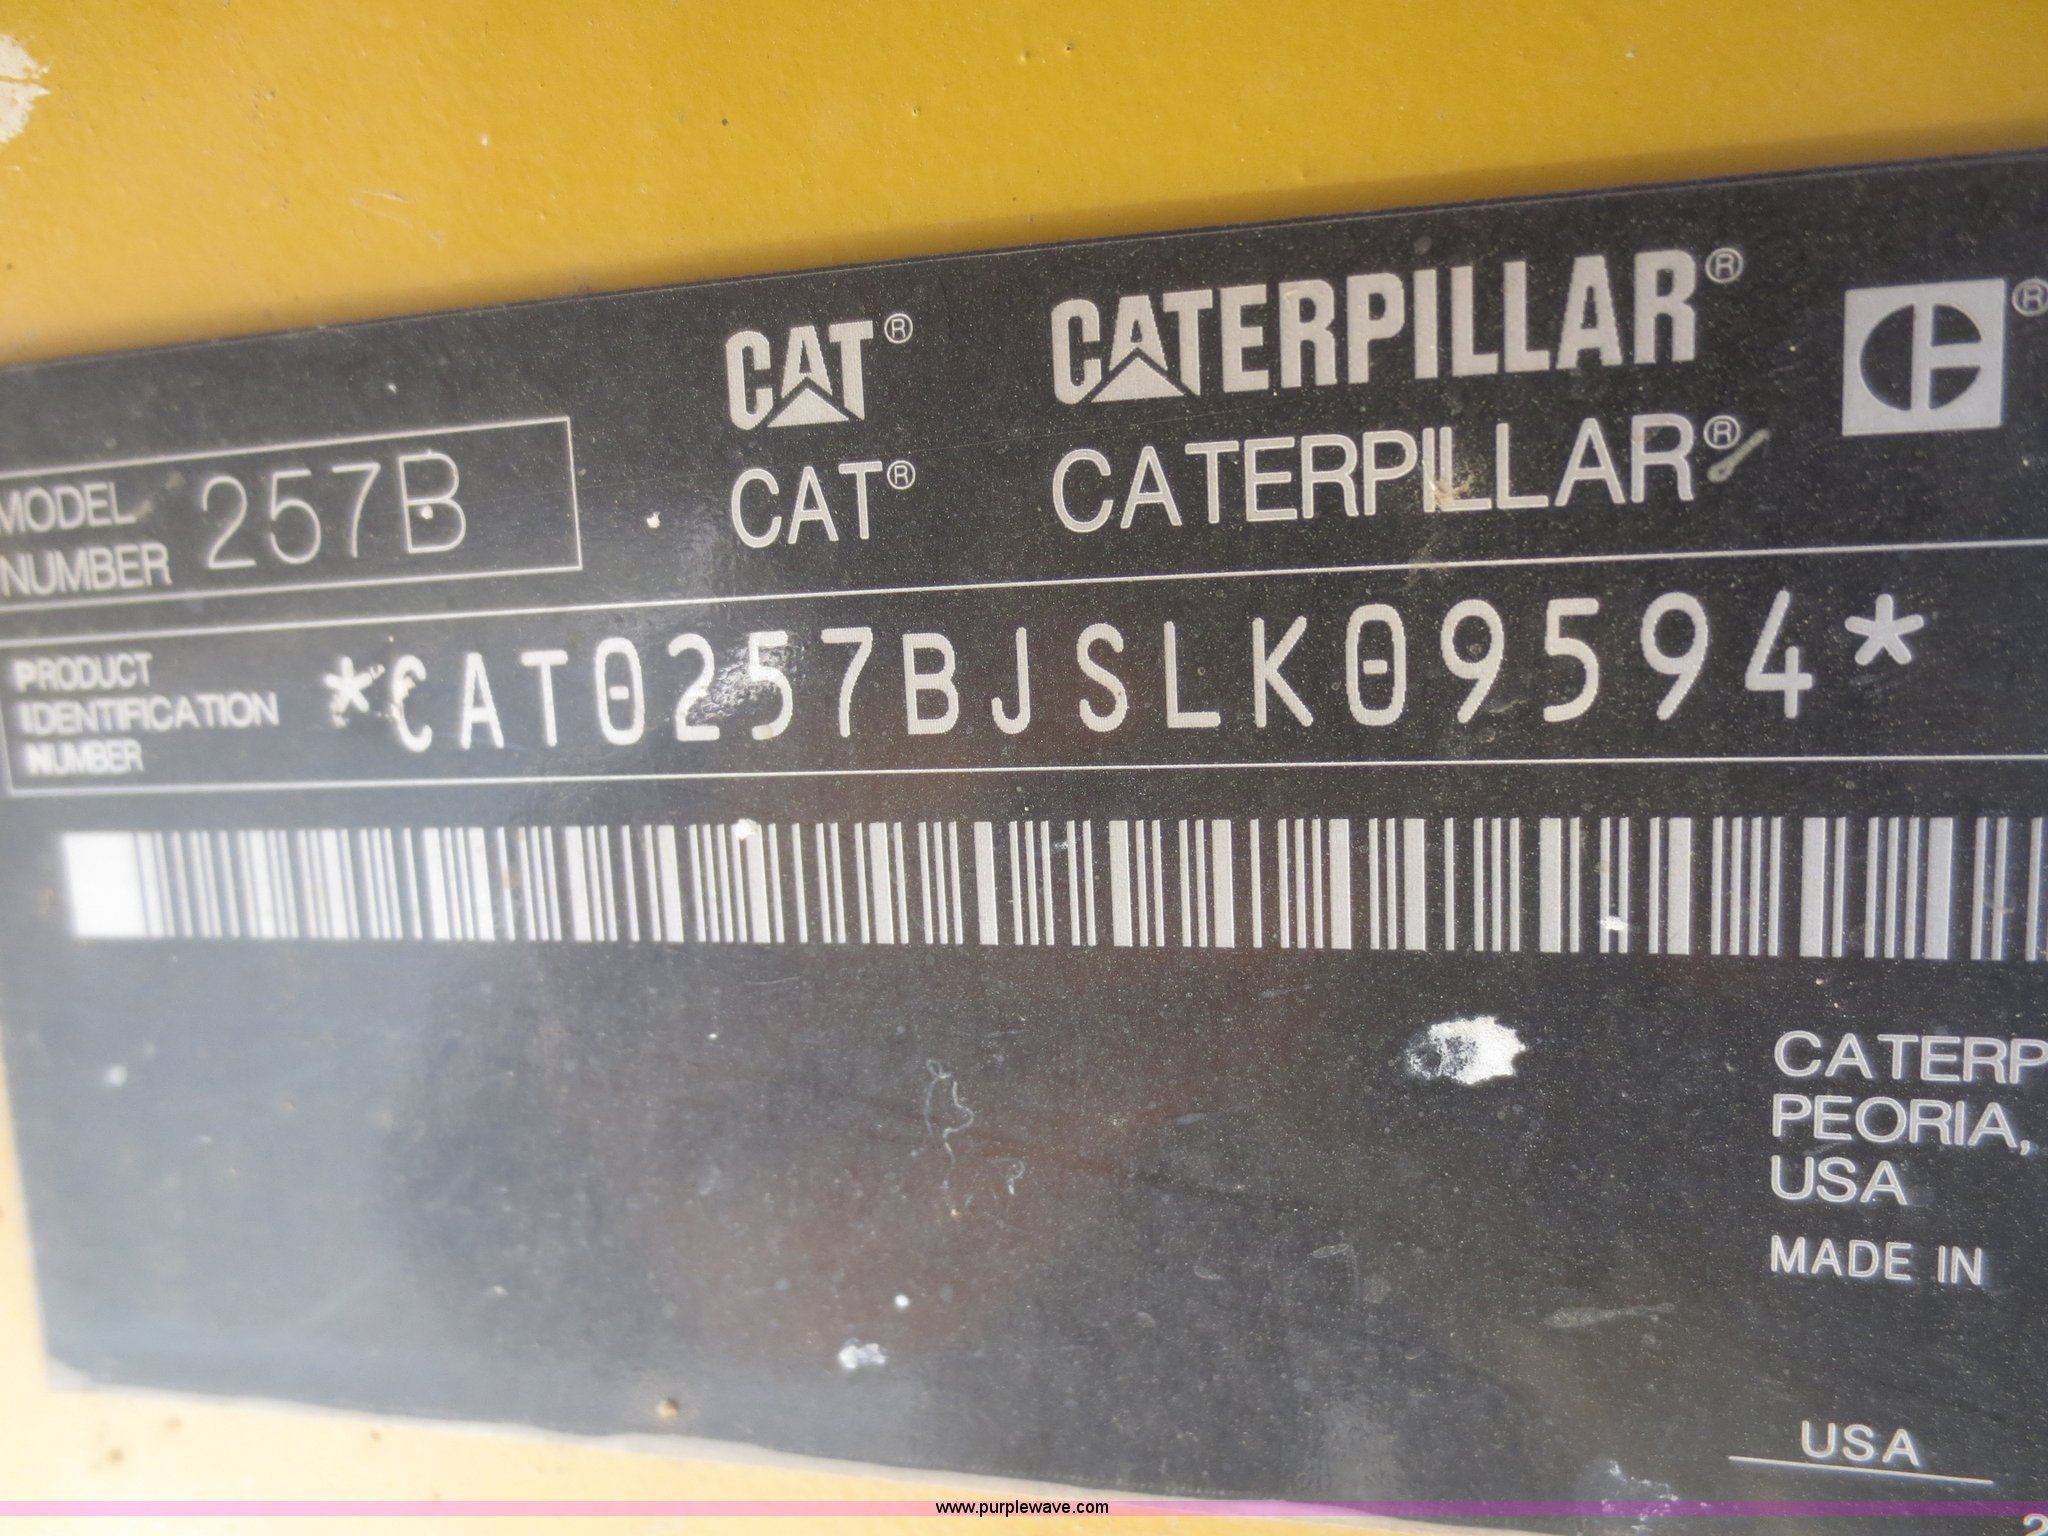 CAT® CATERPILLAR® ®
CAT® CATERPILLAR®
MODEL
NUMBER 257B
PRODUCT
IDENTIFICATION
NUMBER
*CAT0257BJSLK09594*
CATERP
PEORIA,
USA
MADE IN
USA
2
www.purplewave.com